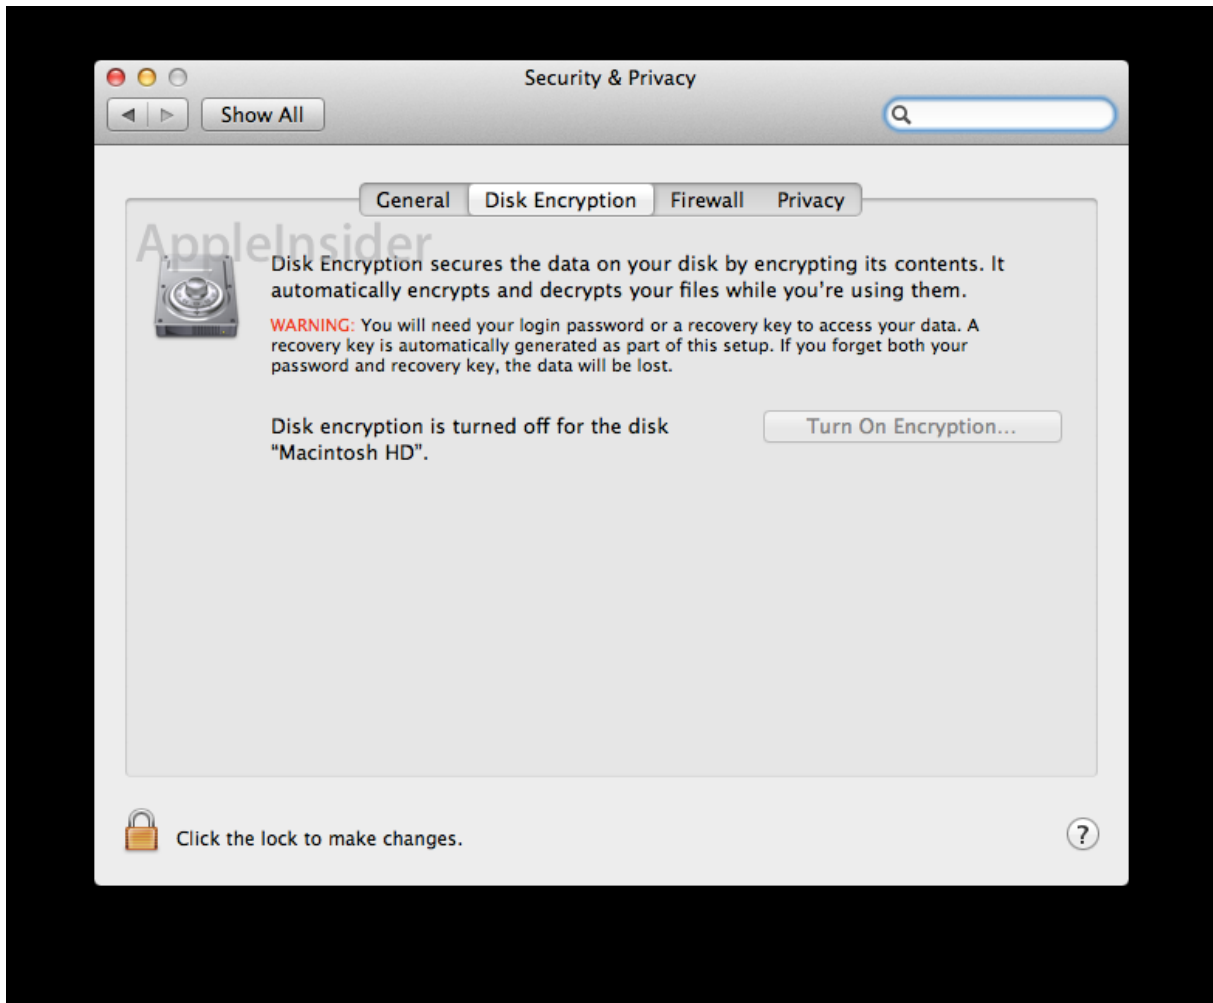 Security & Privacy
Show All
General Disk Encryption Firewall Privacy
AppleInsider
Disk Encryption secures the data on your disk by encrypting its contents. It
automatically encrypts and decrypts your files while you’re using them.
WARNING: You will need your login password or a recovery key to access your data. A
recovery key is automatically generated as part of this setup. If you forget both your
password and recovery key, the data will be lost.
Disk encryption is turned off for the disk
“Macintosh HD”.
Turn On Encryption...
Click the lock to make changes.
?